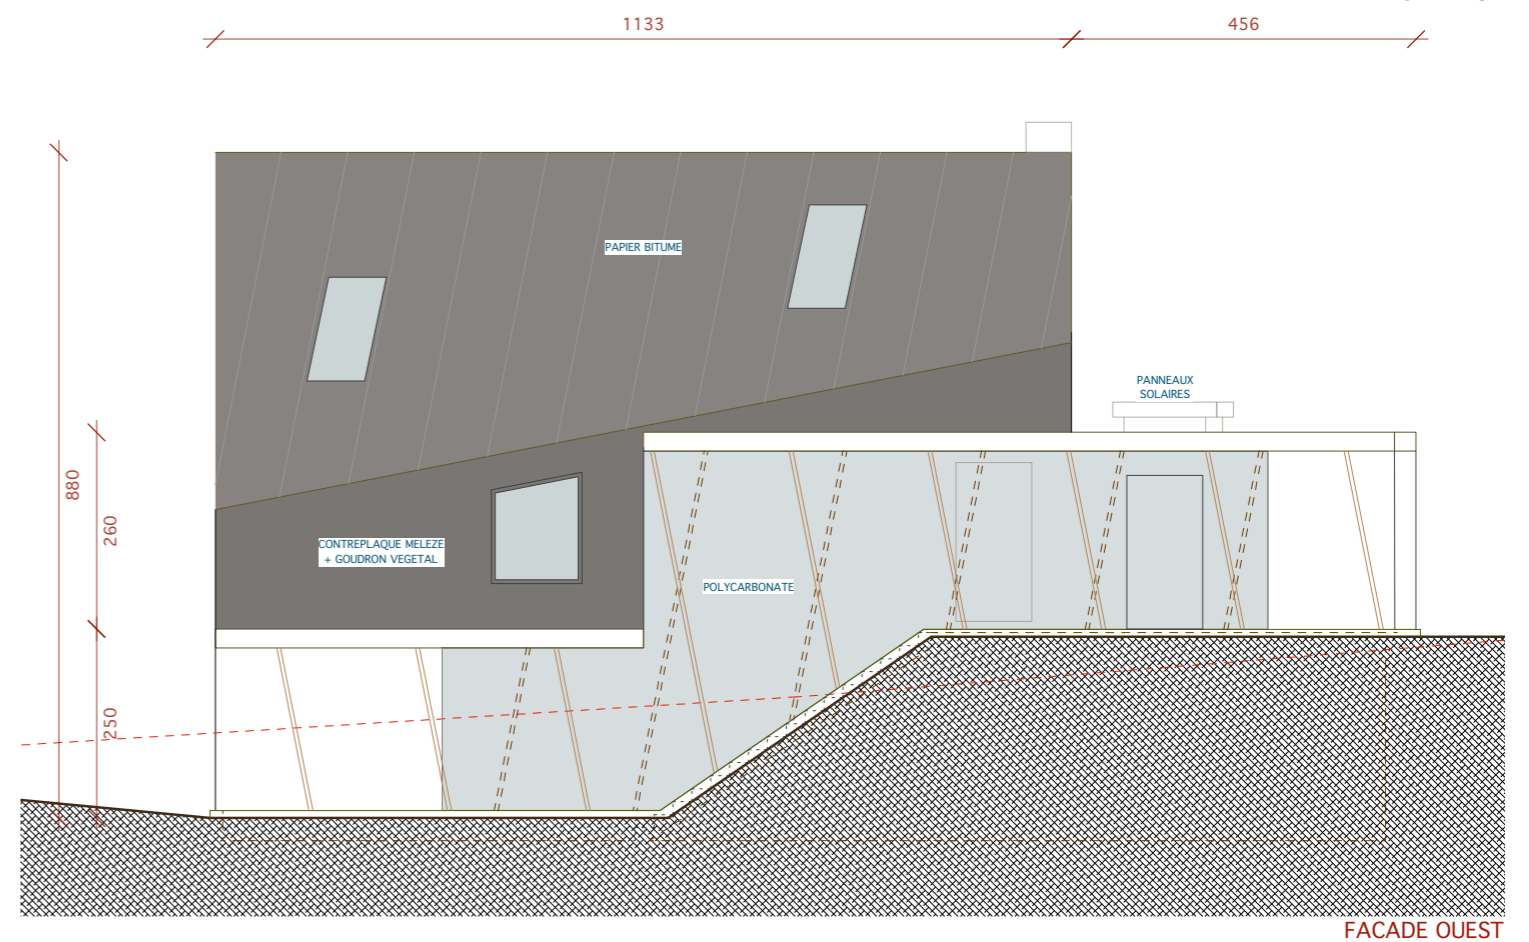 1133
456
PAPIER BITUME
PANNEAUX
SOLAIRES
880
260
CONTREPLAQUE MELEZE
+ GOUDRON VEGETAL
POLYCARBONATE
250
FACADE OUEST